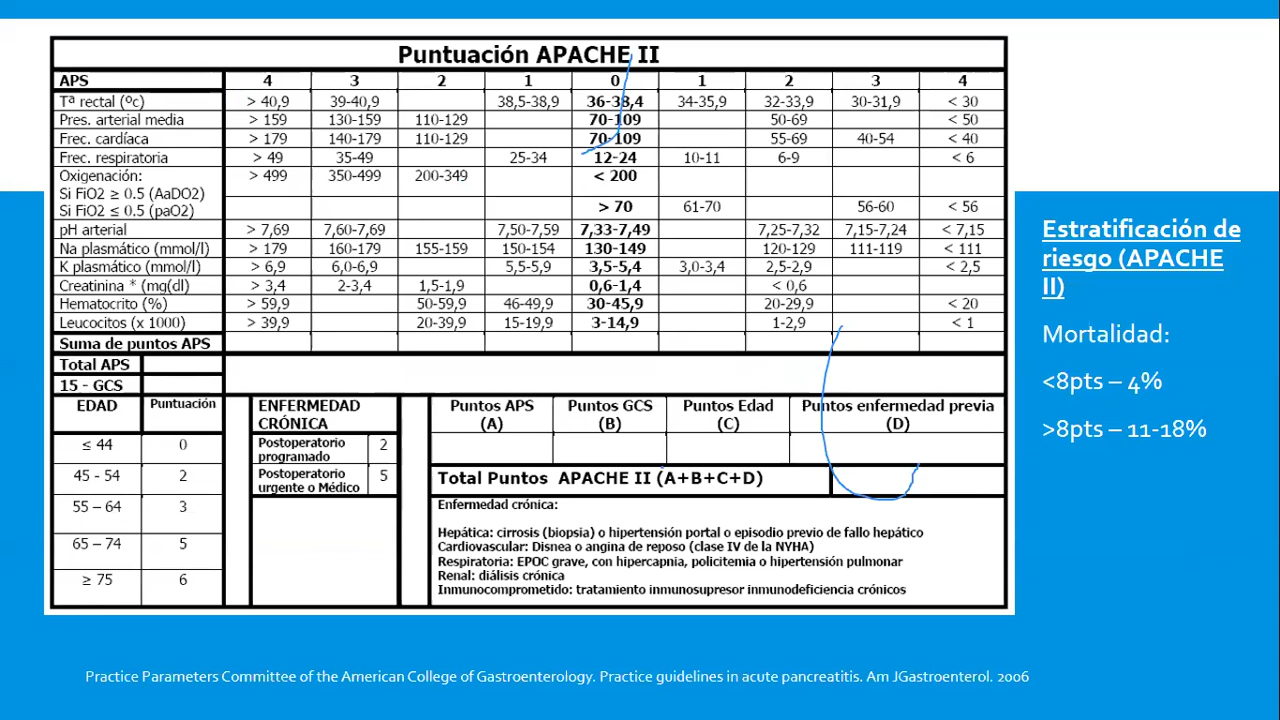 Puntuación APACHE II
APS 4 3 2 1 0 1 2 3 4
Tª rectal (ºc) > 40,9 39-40,9 38,5-38,9 36-38,4 34-35,9 32-33,9 30-31,9 < 30
Pres. arterial media > 159 130-159 110-129 70-109 50-69 < 50
Frec. cardíaca > 179 140-179 110-129 70-109 55-69 40-54 < 40
Frec. respiratoria > 49 35-49 25-34 12-24 10-11 6-9 < 6
Oxigenación: > 499 350-499 200-349 < 200
Si FiO2 ≥ 0.5 (AaDO2)
Si FiO2 ≤ 0.5 (paO2) > 70 61-70 56-60 < 56
pH arterial > 7,69 7,60-7,69 7,50-7,59 7,33-7,49 7,25-7,32 7,15-7,24 < 7,15
Na plasmático (mmol/l) > 179 160-179 155-159 150-154 130-149 120-129 111-119 < 111
K plasmático (mmol/l) > 6,9 6,0-6,9 5,5-5,9 3,5-5,4 3,0-3,4 2,5-2,9 < 2,5
Creatinina * (mg(dl) > 3,4 2-3,4 1,5-1,9 0,6-1,4 < 0,6
Hematocrito (%) > 59,9 50-59,9 46-49,9 30-45,9 20-29,9 < 20
Leucocitos (x 1000) > 39,9 20-39,9 15-19,9 3-14,9 1-2,9 < 1
Suma de puntos APS
Total APS
15 - GCS
EDAD Puntuación
≤ 44 0
45 - 54 2
55 – 64 3
65 – 74 5
≥ 75 6
ENFERMEDAD
CRÓNICA
Postoperatorio
programado 2
Postoperatorio
urgente o Médico 5
Puntos APS Puntos GCS Puntos Edad Puntos enfermedad previa
(A) (B) (C) (D)
Total Puntos APACHE II (A+B+C+D)
Enfermedad crónica:
Hepática: cirrosis (biopsia) o hipertensión portal o episodio previo de fallo hepático
Cardiovascular: Disnea o angina de reposo (clase IV de la NYHA)
Respiratoria: EPOC grave, con hipercapnia, policitemia o hipertensión pulmonar
Renal: diálisis crónica
Inmunocomprometido: tratamiento inmunosupresor inmunodeficiencia crónicos
Estratificación de
riesgo (APACHE
II)
Mortalidad:
<8pts – 4%
>8pts – 11-18%
Practice Parameters Committee of the American College of Gastroenterology. Practice guidelines in acute pancreatitis. Am JGastroenterol. 2006